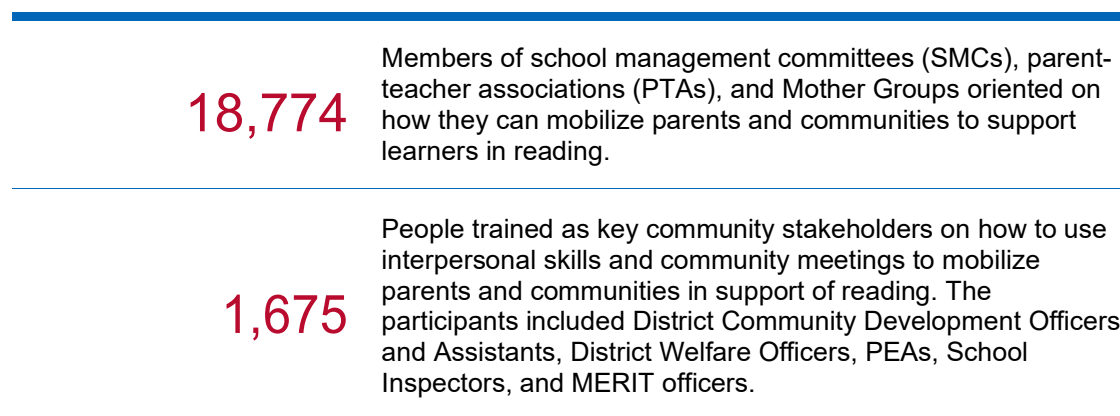 18,774
Members of school management committees (SMCs), parent-
teacher associations (PTAs), and Mother Groups oriented on
how they can mobilize parents and communities to support
learners in reading.
1,675
People trained as key community stakeholders on how to use
interpersonal skills and community meetings to mobilize
parents and communities in support of reading. The
participants included District Community Development Officers
and Assistants, District Welfare Officers, PEAs, School
Inspectors, and MERIT officers.